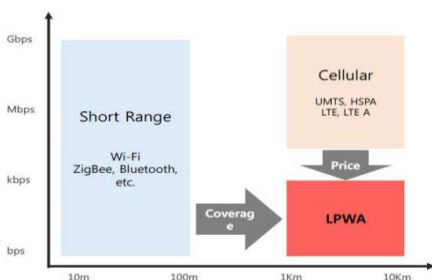 Gbps
Mbps
kbps
bps
Short Range
Wi-Fi
ZigBee, Bluetooth,
etc.
Cellular
UMTS, HSPA
LTE, LTE A
Price
Coverag
e
LPWA
10m
100m
1Km
10Km